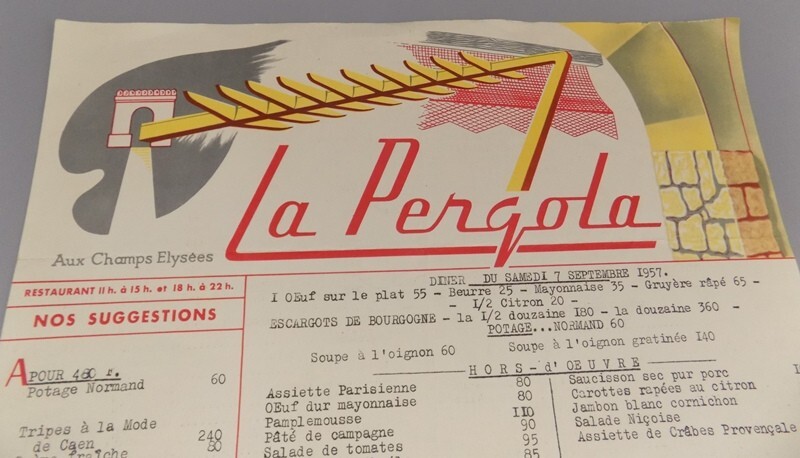 La Pergola
Aux Champs Elysées
RESTAURANT 11 h. à 15 h. et 18 h. à 22 h.
NOS SUGGESTIONS
A POUR 460 F.
Potage Normand 60
Tripes à la Mode
de Caen 240
fraîche 80
DINER DU SAMEDI 7 SEPTEMBRE 1957.
I OEuf sur le plat 55 - Beurre 25 - Mayonnaise 35 - Gruyère râpé 65 -
- I/2 Citron 20 -
ESCARGOTS DE BOURGOGNE - la I/2 douzaine I80 - la douzaine 360 -
POTAGE...NORMAND 60
Soupe à l'oignon 60 Soupe à l'oignon gratinée I40
HORS-d'OEUVRE
Assiette Parisienne 80
OEuf dur mayonnaise 80
Pamplemousse IIO
Pâté de campagne 90
Salade de tomates 95
85
Saucisson sec pur porc
Carottes rapées au citron
Jambon blanc cornichon
Salade Niçoise
Assiette de Crâbes Provençale